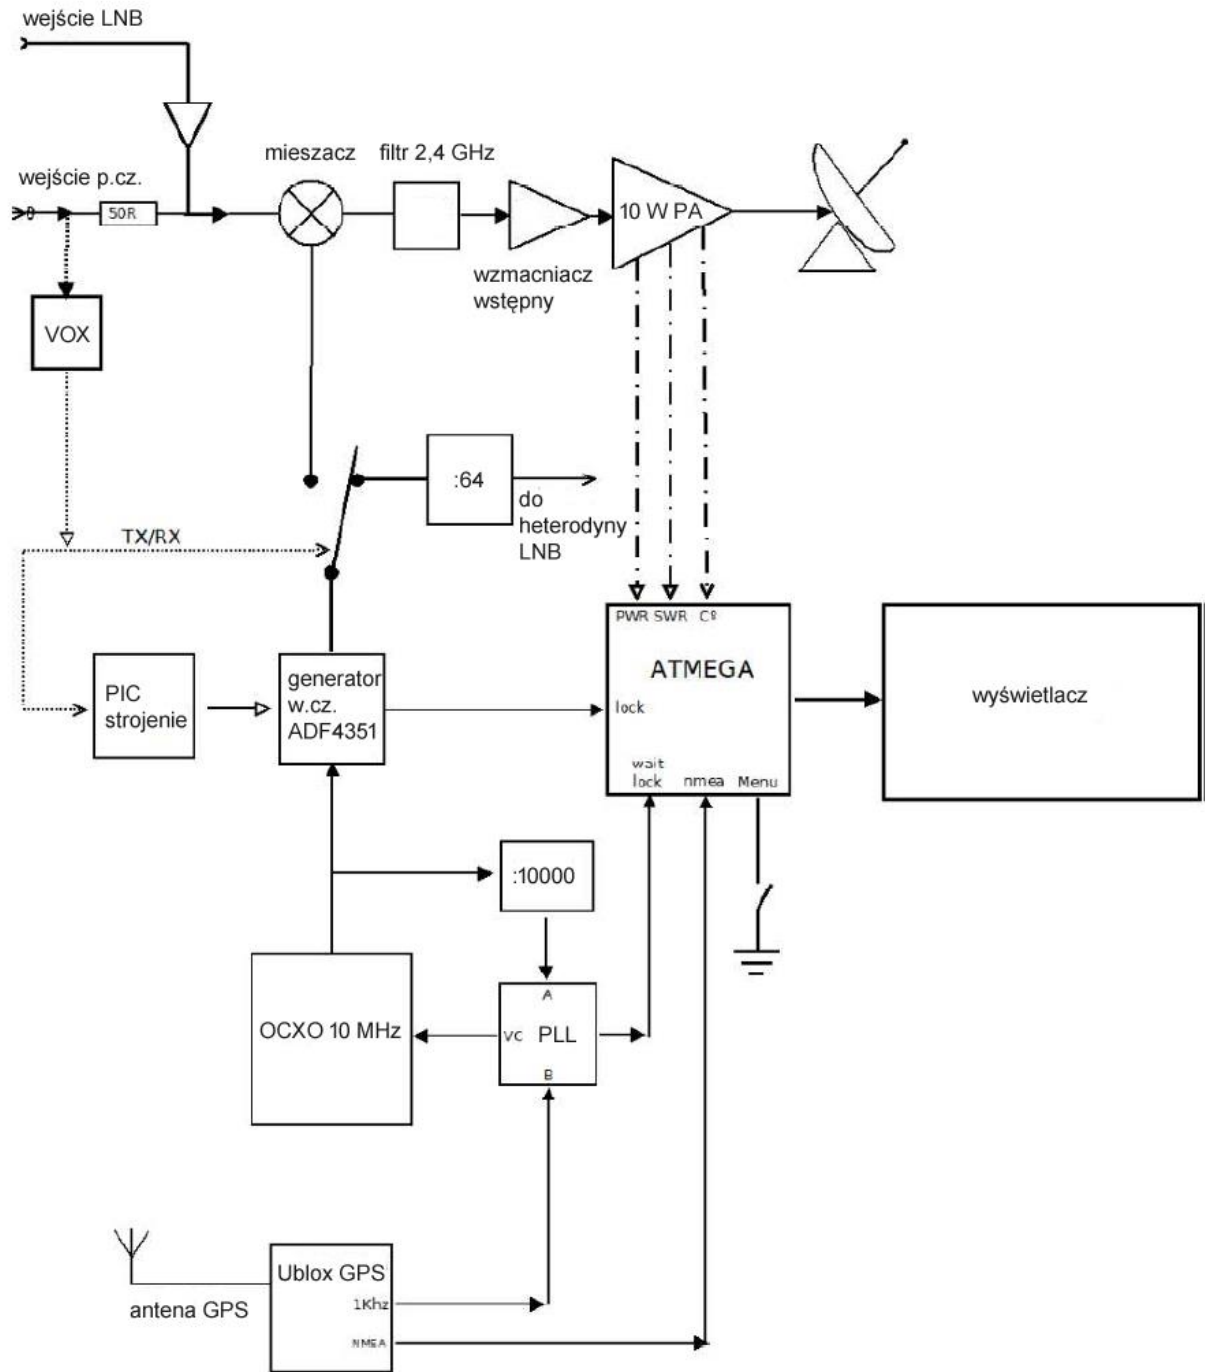 wejście LNB
mieszacz
filtr 2,4 GHz
wejście p.cz.
50R
10 W PA
wzmacniacz
wstępny
VOX
:64
do
heterodyny
LNB
TX/RX
PWR SWR Cº
ATMEGA
lock
wait
lock
nmea
Menu
wyświetlacz
PIC
strojenie
generator
w.cz.
ADF4351
:10000
OCXO 10 MHz
A
VC
PLL
B
Ublox GPS
1Khz
NMEA
antena GPS